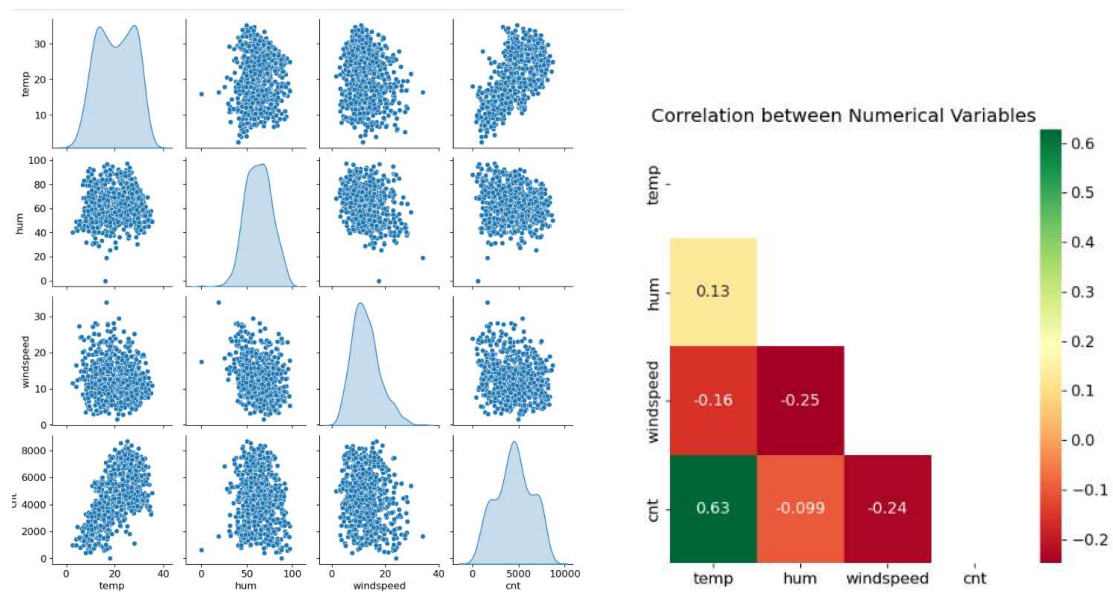 temp
30
20
10
hum
100
80
60
40
20
0
windspeed
30
20
10
0
cnt
8000
6000
4000
2000
0
0 20 40
temp
0 50 100
hum
0 20 40
windspeed
0 5000 10000
cnt
Correlation between Numerical Variables
temp
hum
windspeed
cnt
0.13
-0.16 -0.25
0.63 -0.099 -0.24
temp hum windspeed cnt
0.6
0.5
0.4
0.3
0.2
0.1
0.0
−0.1
−0.2